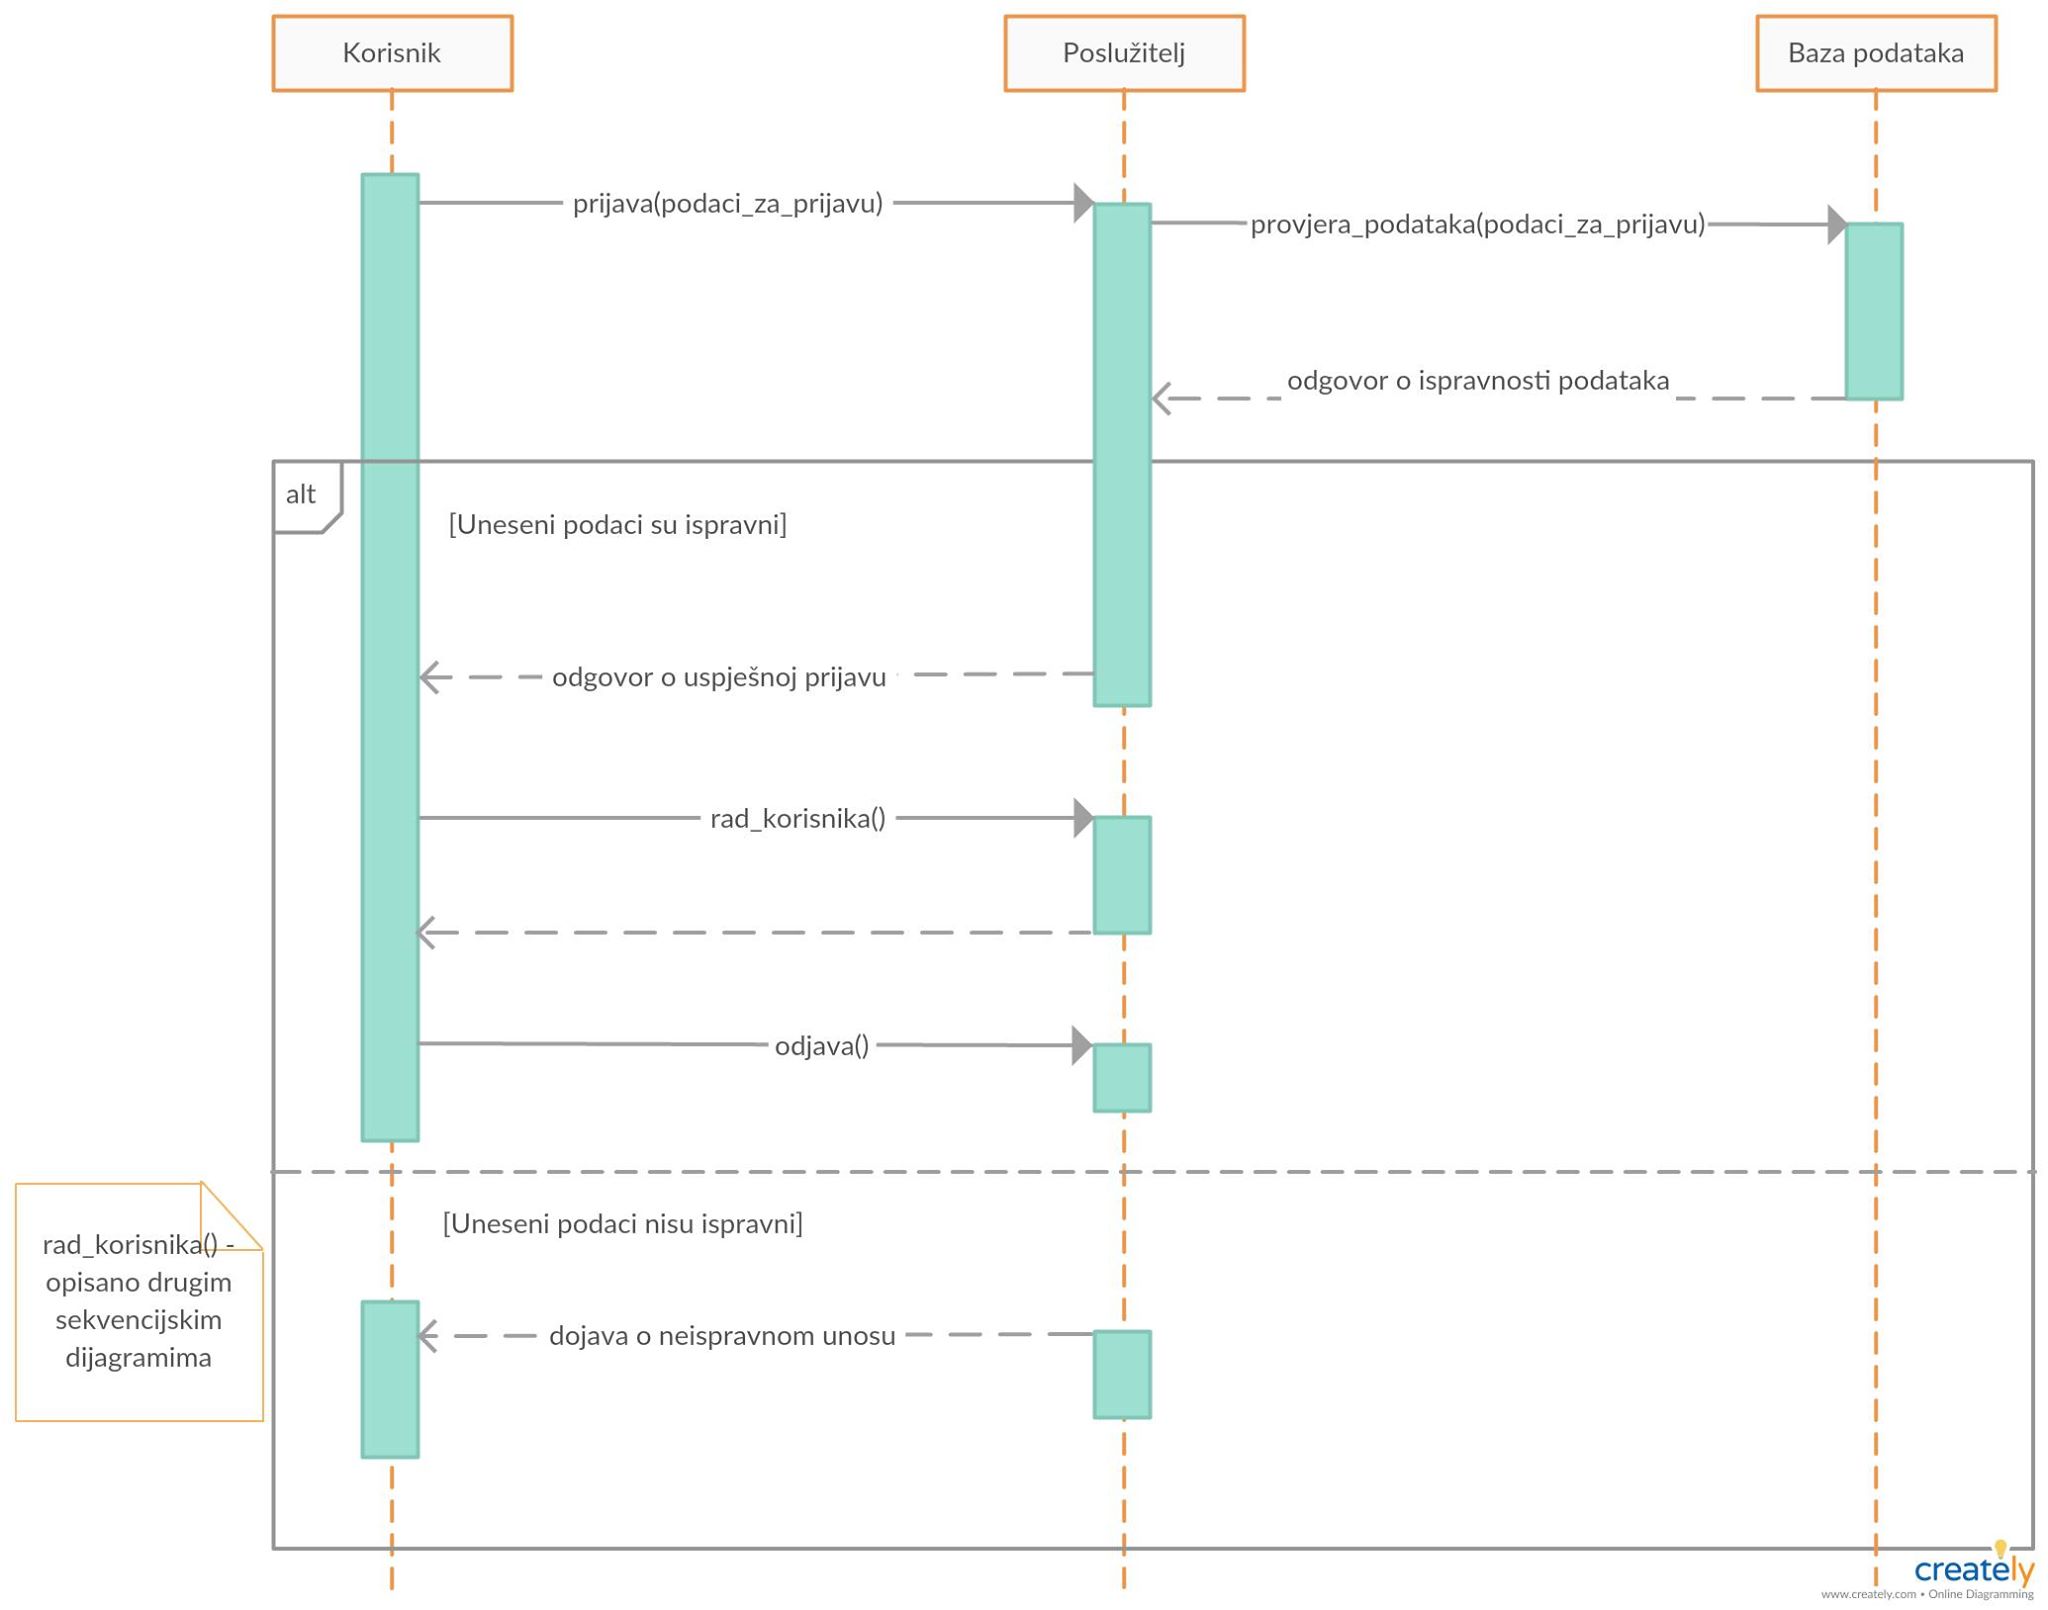 Korisnik
Poslužitelj
Baza podataka
prijava(podaci_za_prijavu)
provjera_podataka(podaci_za_prijavu)
odgovor o ispravnosti podataka
alt
[Uneseni podaci su ispravni]
odgovor o uspješnoj prijavu
rad_korisnika()
odjava()
[Uneseni podaci nisu ispravni]
rad_korisnika() -
opisano drugim
sekvencijskim
dijagramima
dojava o neispravnom unosu
creately
www.creately.com • Online Diagramming